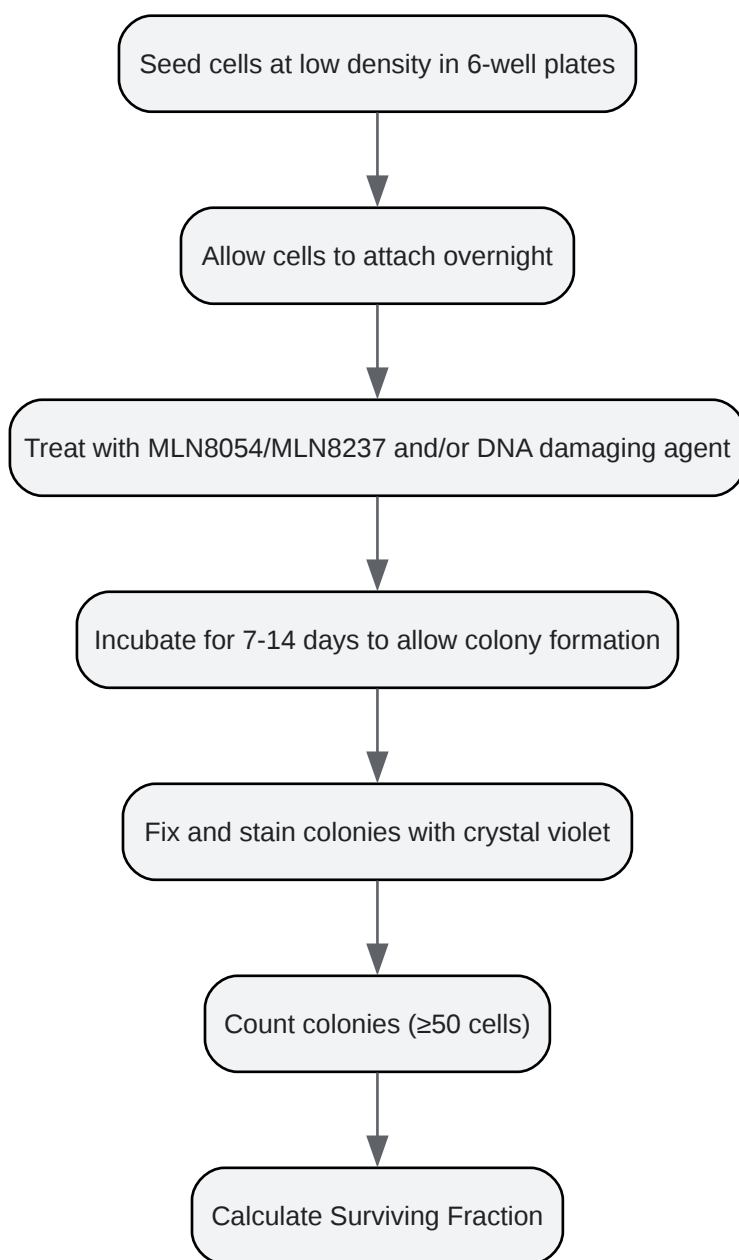 Seed cells at low density in 6-well plates
Allow cells to attach overnight
Treat with MLN8054/MLN8237 and/or DNA damaging agent
Incubate for 7-14 days to allow colony formation
Fix and stain colonies with crystal violet
Count colonies (≥50 cells)
Calculate Surviving Fraction